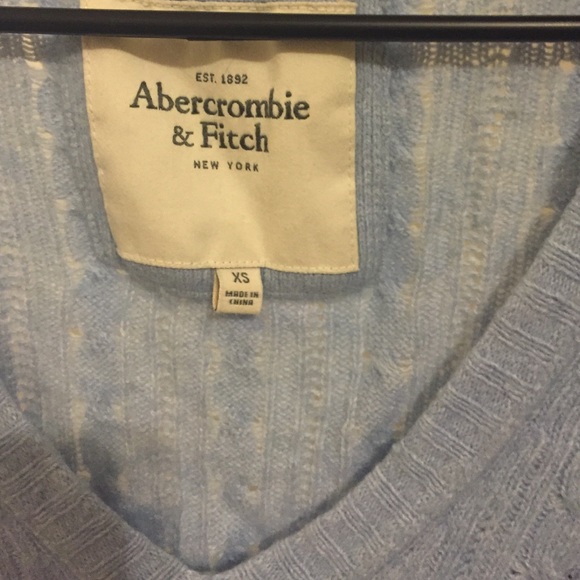 EST. 1892
Abercrombie
& Fitch
NEW YORK
XS
MADE IN
CHINA